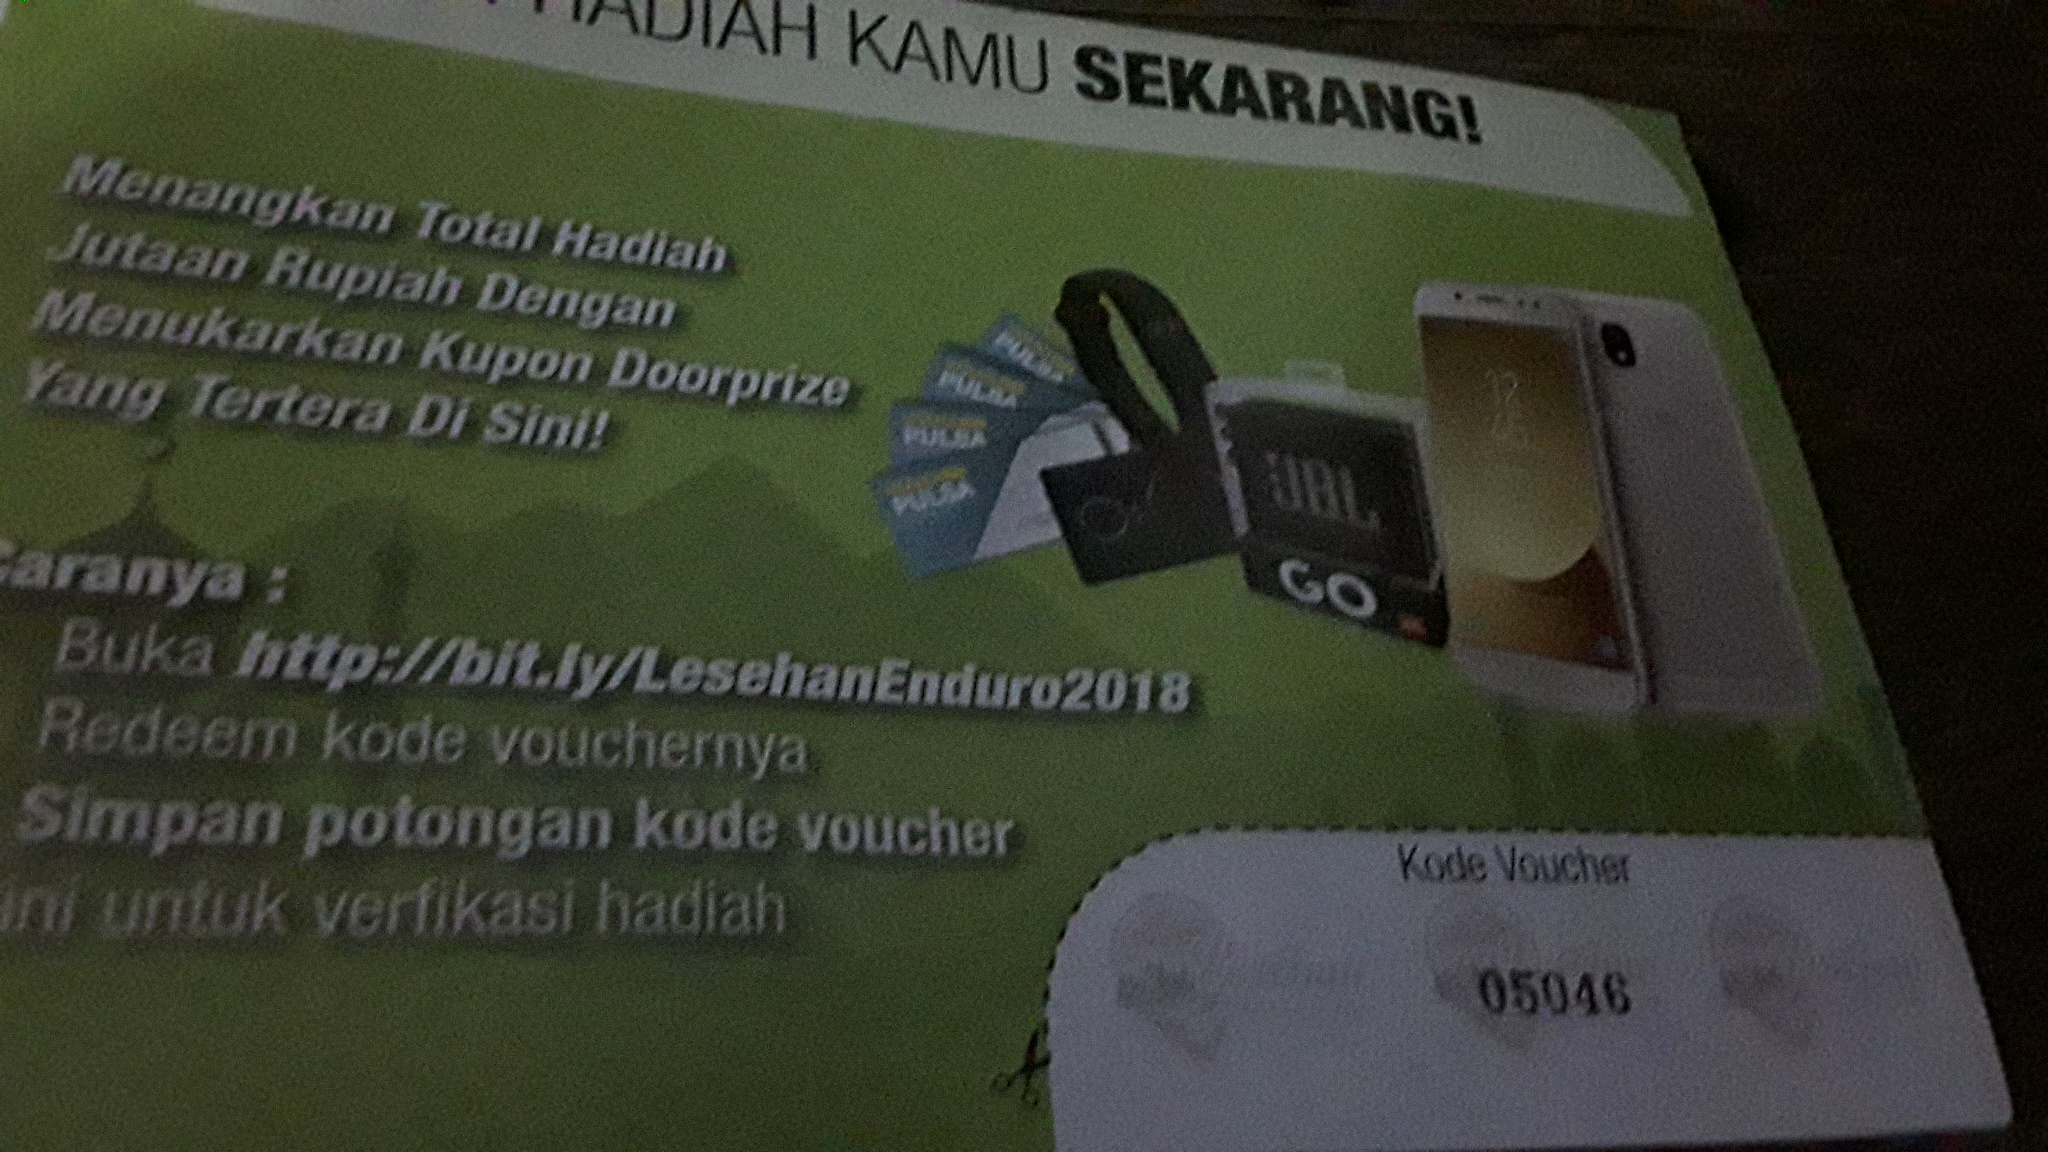 HADIAH KAMU SEKARANG!
Menangkan Total Hadiah
Jutaan Rupiah Dengan
Menukarkan Kupon Doorprize
Yang Tertera Di Sini!
PULSA
PULSA
PULSA
PULSA
JBL
GO
Caranya :
Buka http://bit.ly/LesehanEnduro2018
Redeem kode vouchernya
Simpan potongan kode voucher
ini untuk verfikasi hadiah
Kode Voucher
05046